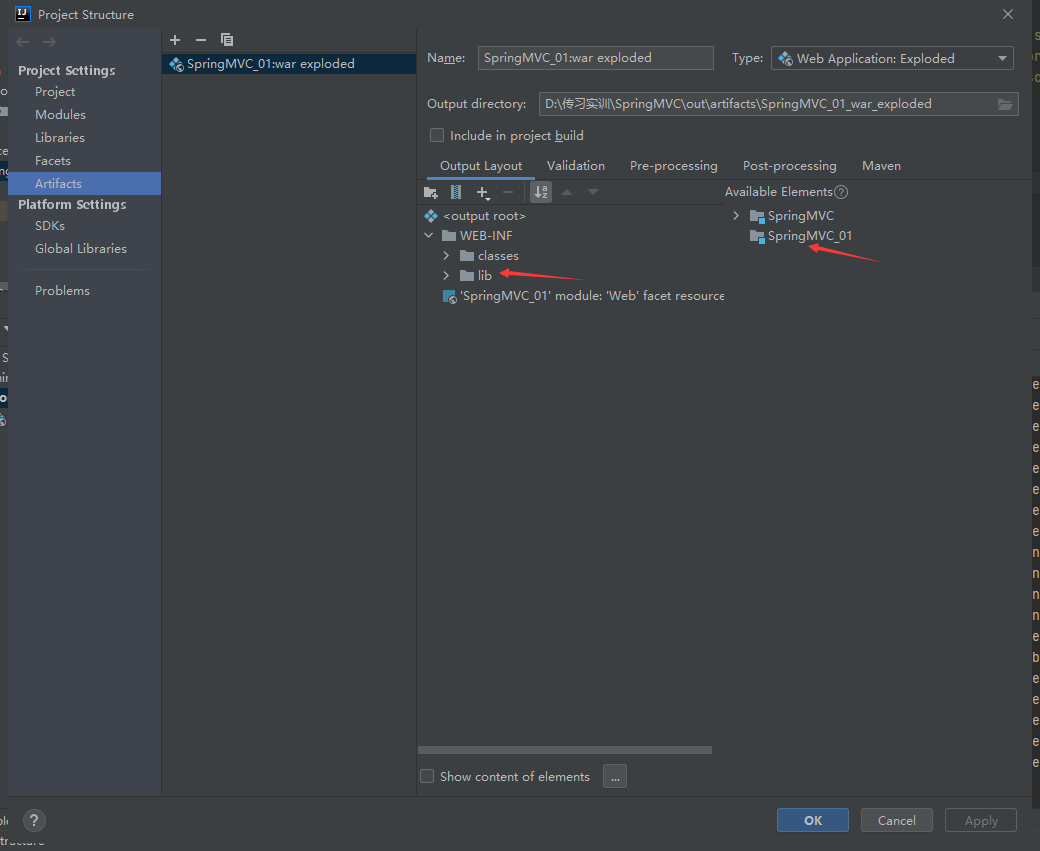 Project Structure
Project Settings
Project
Modules
Libraries
Facets
Artifacts
Platform Settings
SDKs
Global Libraries
Problems
SpringMVC_01:war exploded
Name: SpringMVC_01:war exploded
Type: Web Application: Exploded
Output directory: D:\传习实训\SpringMVC\out\artifacts\SpringMVC_01_war_exploded
Include in project build
Output Layout Validation Pre-processing Post-processing Maven
Available Elements
<output root>
WEB-INF
classes
lib
'SpringMVC_01' module: 'Web' facet resource
SpringMVC
SpringMVC_01
Show content of elements ...
? OK Cancel Apply